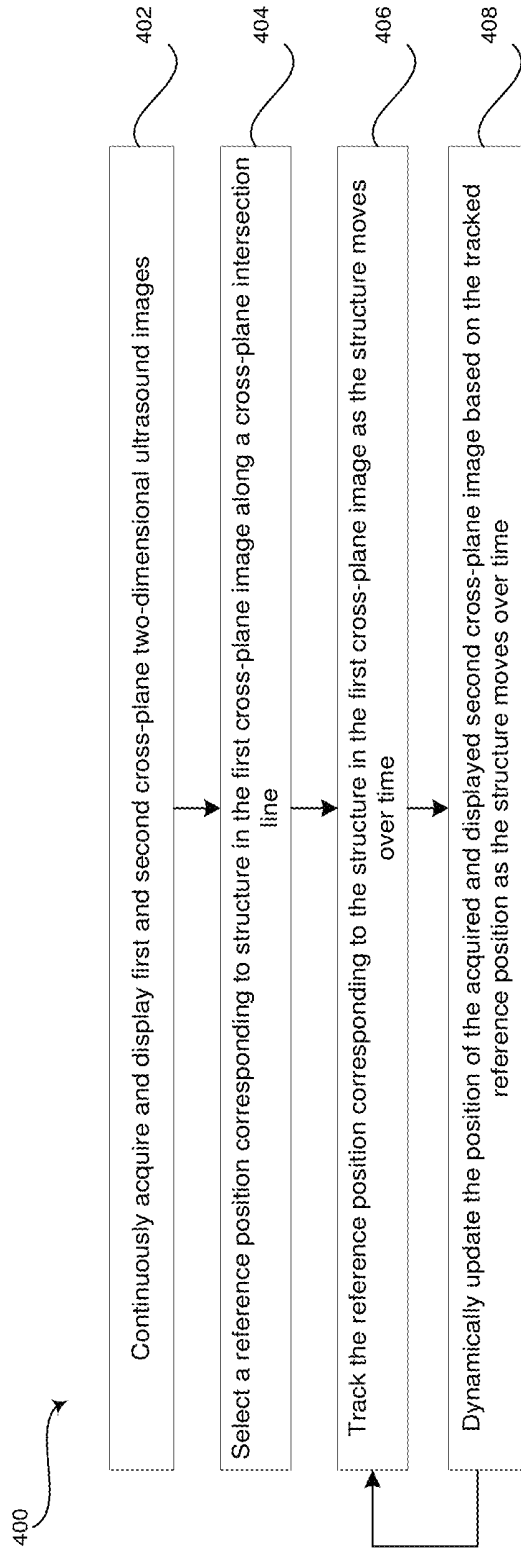 400
Continuously acquire and display first and second cross-plane two-dimensional ultrasound images
402
Select a reference position corresponding to structure in the first cross-plane image along a cross-plane intersection
line
404
Track the reference position corresponding to the structure in the first cross-plane image as the structure moves
over time
406
Dynamically update the position of the acquired and displayed second cross-plane image based on the tracked
reference position as the structure moves over time
408